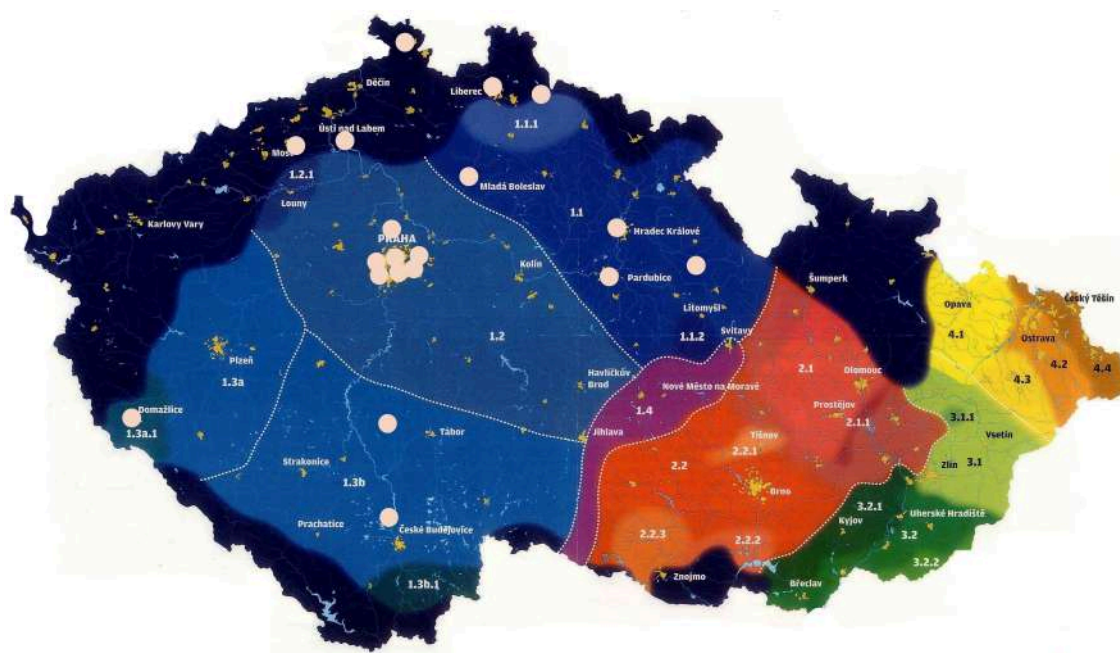 Děčín
Liberec
1.1.1
Ústí nad Labem
Most
1.2.1
Louny
Mladá Boleslav
Karlovy Vary
1.1
Hradec Králové
PRAHA
Kolín
Pardubice
Šumperk
Litomyšl
Svitavy
1.1.2
Opava
4.1
Český Těšín
Ostrava
4.2
4.3
4.4
Plzeň
1.3a
1.2
Havlíčkův
Brod
Nové Město na Moravě
1.4
2.1
Olomouc
Prostějov
2.1.1
3.1.1
Vsetín
3.1
Domažlice
1.3a.1
Tábor
Jihlava
Tišnov
2.2.1
2.2
Brno
Zlín
Strakonice
1.3b
Prachatice
České Budějovice
3.2.1
Kyjov
Uherské Hradiště
3.2
3.2.2
2.2.3
2.2.2
Znojmo
Břeclav
1.3b.1